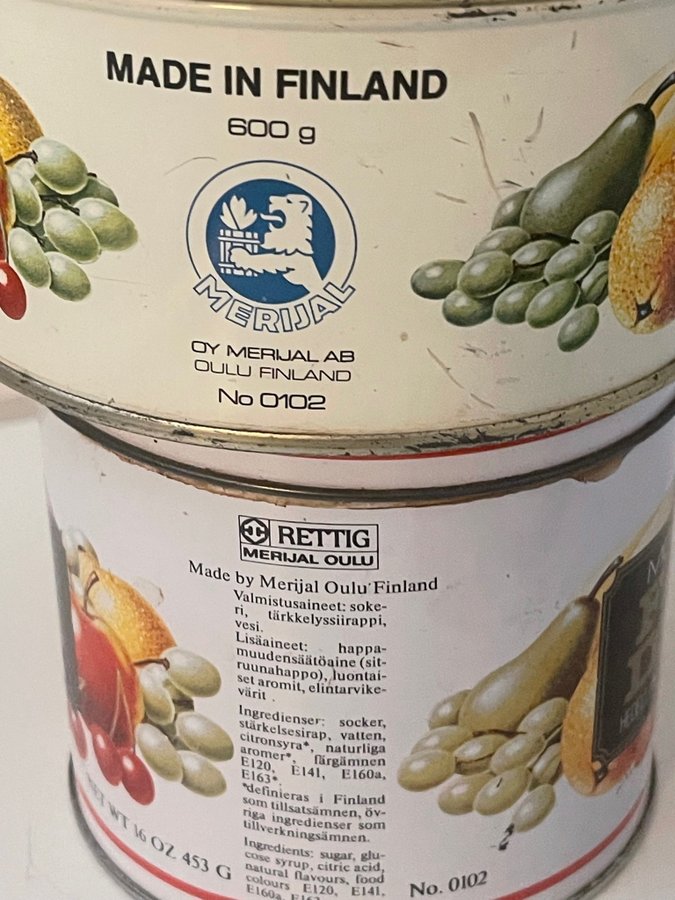 MADE IN FINLAND
600 g
MERIJAL
OY MERIJAL AB
OULU FINLAND
No 0102
RETTIG
MERIJAL OULU
Made by Merijal Oulu Finland
Valmistusaineet: soke-
ri, tärkkelyssiirappi,
vesi.
Lisäaineet: happa-
muudensäätöaine (sit-
ruunahappo), luontai-
set aromit, elintarvike-
värit .
Ingredienser: socker,
stärkelsesirap, vatten,
citronsyra*, naturliga
aromer*, färgämnen
E120, E141, E160a,
E163*.
*definieras i Finland
som tillsatsämnen, öv-
riga ingredienser som
tillverkningsämnen.
Ingredients: sugar, glu-
cose syrup, citric acid,
natural flavours, food
colours E120, E141,
E160a, E163
NET WT 16 OZ 453 G
No. 0102